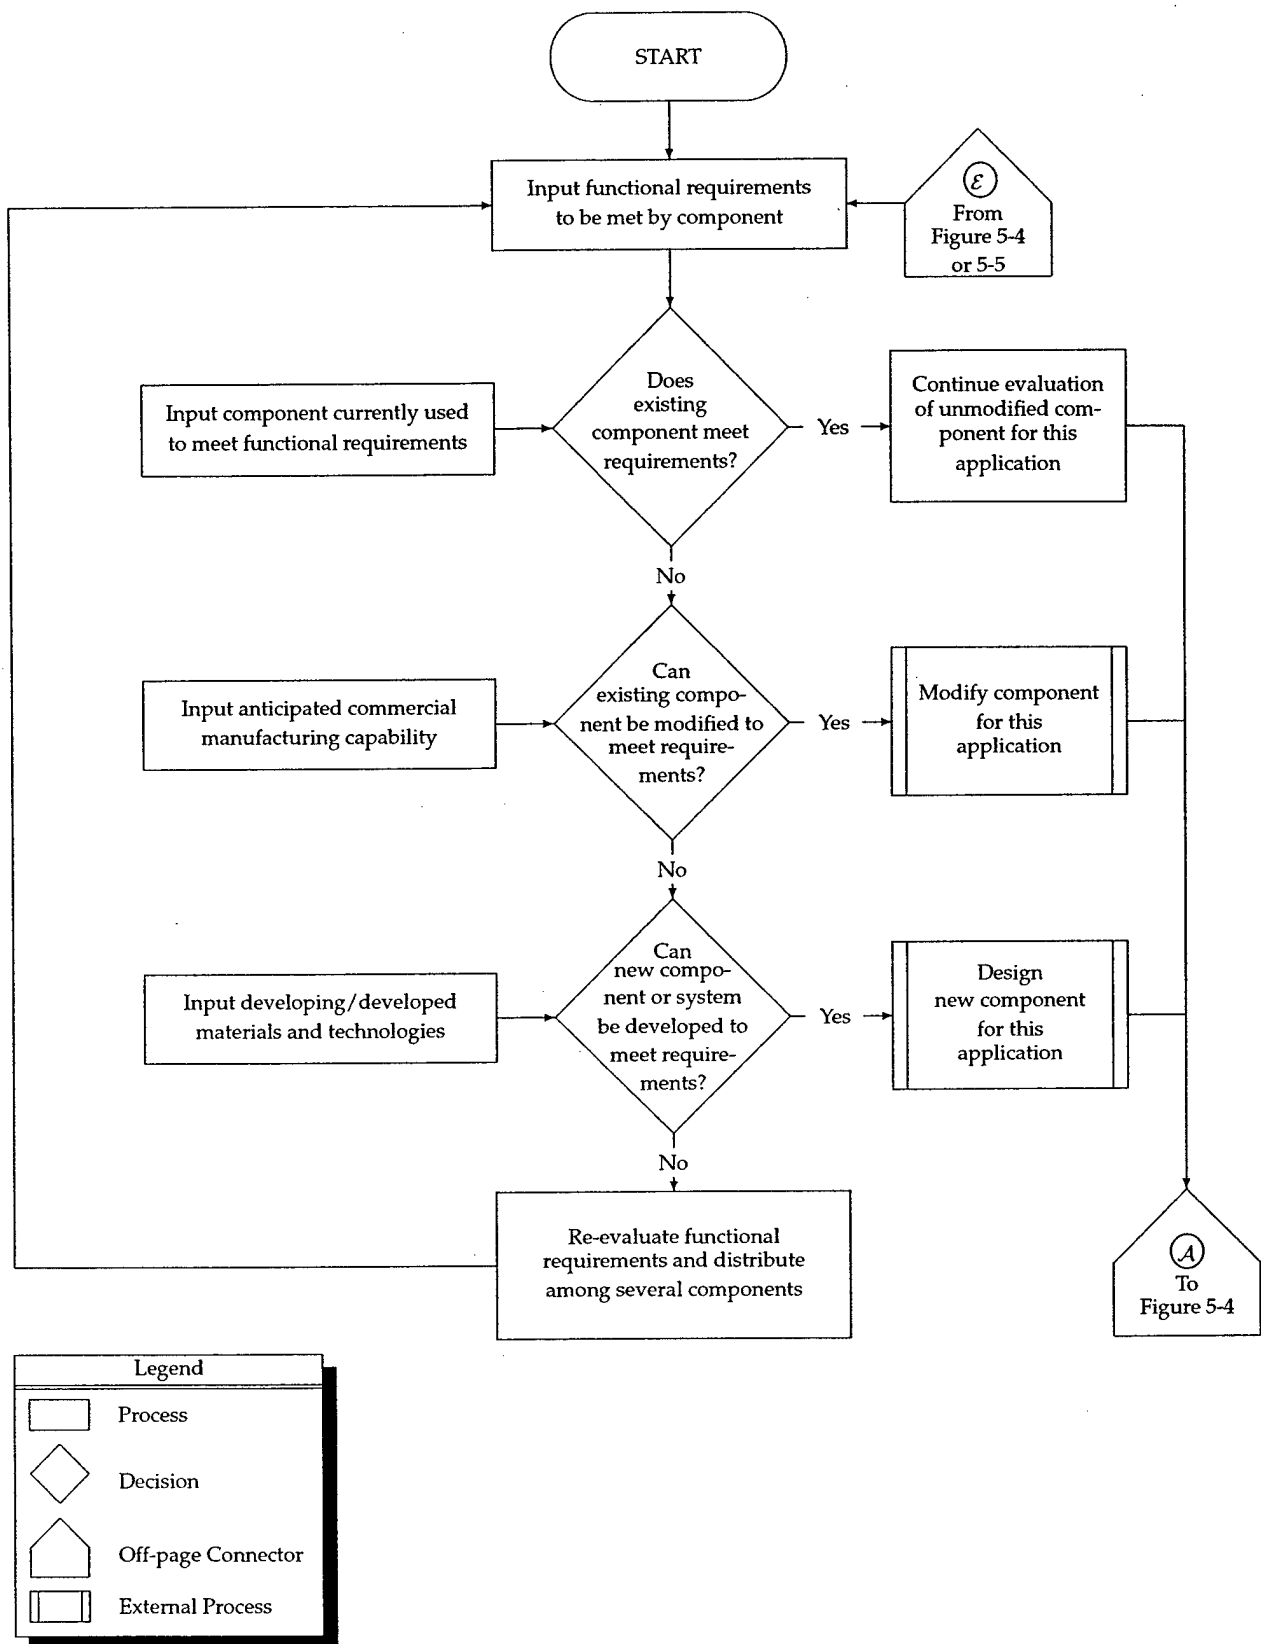 START
Input functional requirements
to be met by component
ℰ
From
Figure 5-4
or 5-5
Input component currently used
to meet functional requirements
Does
existing
component meet
requirements?
Yes
Continue evaluation
of unmodified com-
ponent for this
application
No
Input anticipated commercial
manufacturing capability
Can
existing compo-
nent be modified to
meet require-
ments?
Yes
Modify component
for this
application
No
Input developing/developed
materials and technologies
Can
new compo-
nent or system
be developed to
meet require-
ments?
Yes
Design
new component
for this
application
No
Re-evaluate functional
requirements and distribute
among several components
𝒜
To
Figure 5-4
Legend
Process
Decision
Off-page Connector
External Process